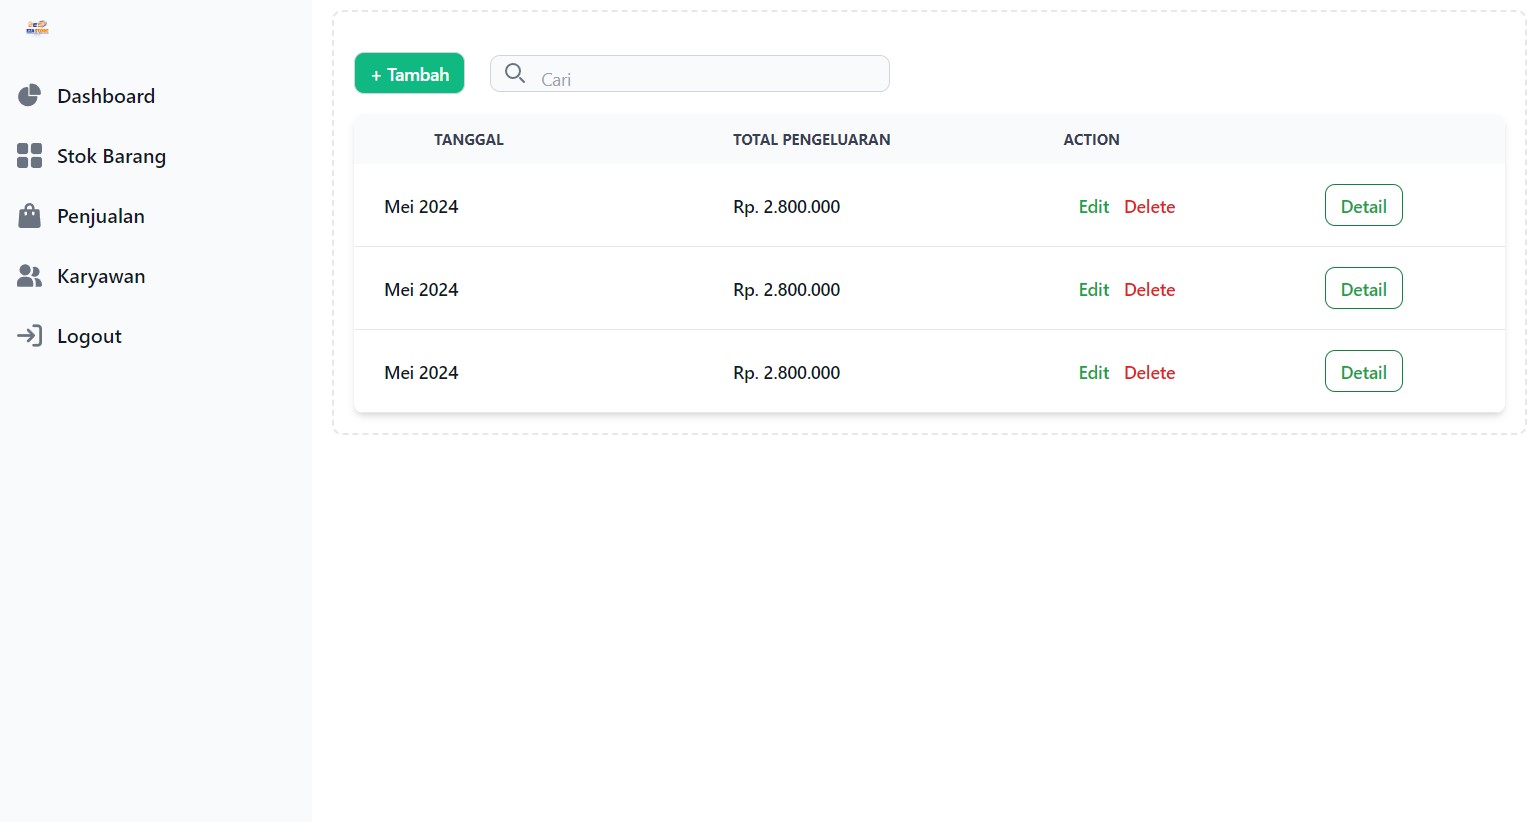 Dashboard
Stok Barang
Penjualan
Karyawan
Logout
+ Tambah
Cari
TANGGAL TOTAL PENGELUARAN ACTION
Mei 2024 Rp. 2.800.000 Edit Delete Detail
Mei 2024 Rp. 2.800.000 Edit Delete Detail
Mei 2024 Rp. 2.800.000 Edit Delete Detail